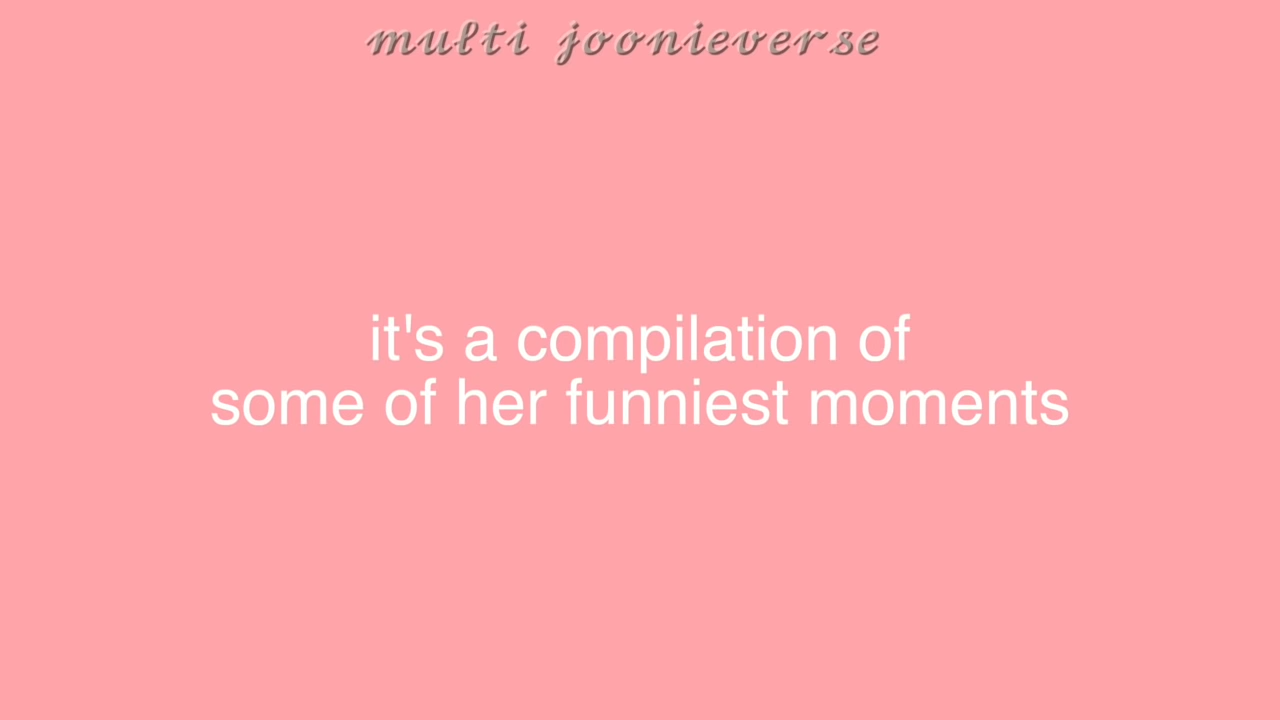 multi joonieverse
it's a compilation of
some of her funniest moments